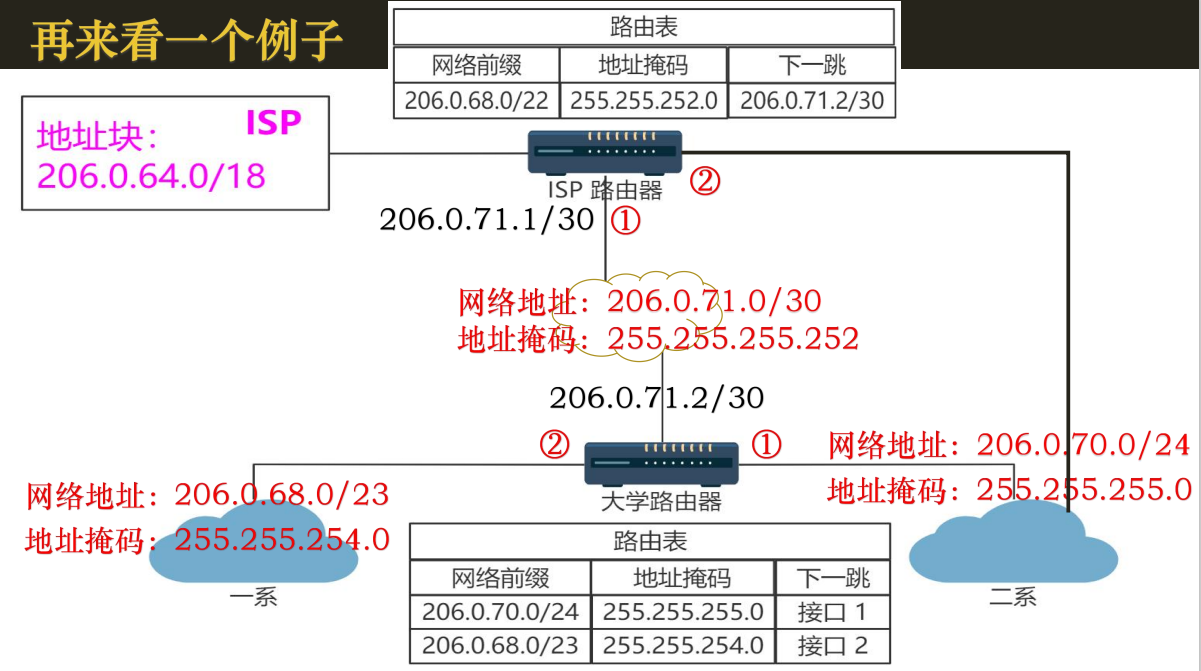 再来看一个例子
路由表
网络前缀 地址掩码 下一跳
206.0.68.0/22 255.255.252.0 206.0.71.2/30
ISP
地址块：
206.0.64.0/18
ISP 路由器
②
206.0.71.1/30
①
网络地址：206.0.71.0/30
地址掩码：255.255.255.252
206.0.71.2/30
②
①
大学路由器
网络地址：206.0.70.0/24
地址掩码：255.255.255.0
网络地址：206.0.68.0/23
地址掩码：255.255.254.0
一系
二系
路由表
网络前缀 地址掩码 下一跳
206.0.70.0/24 255.255.255.0 接口 1
206.0.68.0/23 255.255.254.0 接口 2